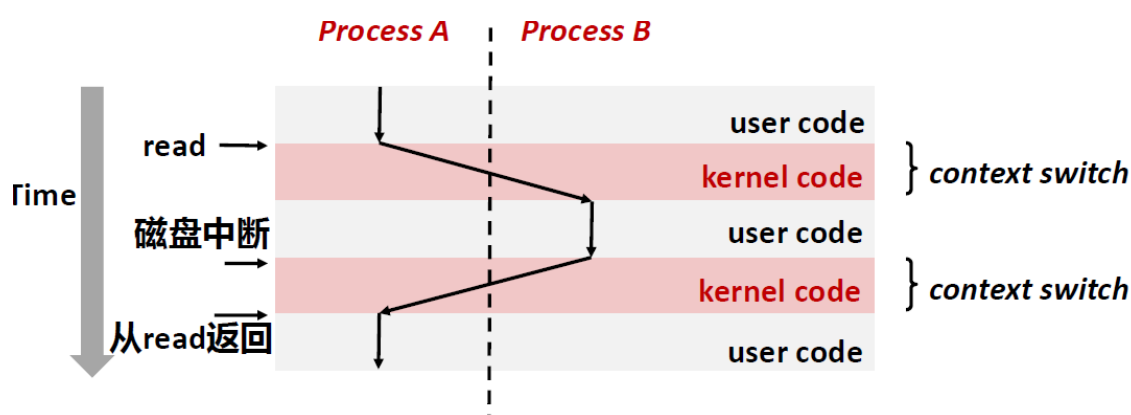 Process A Process B
user code
read
kernel code
context switch
Time
磁盘中断
user code
kernel code
context switch
从read返回
user code